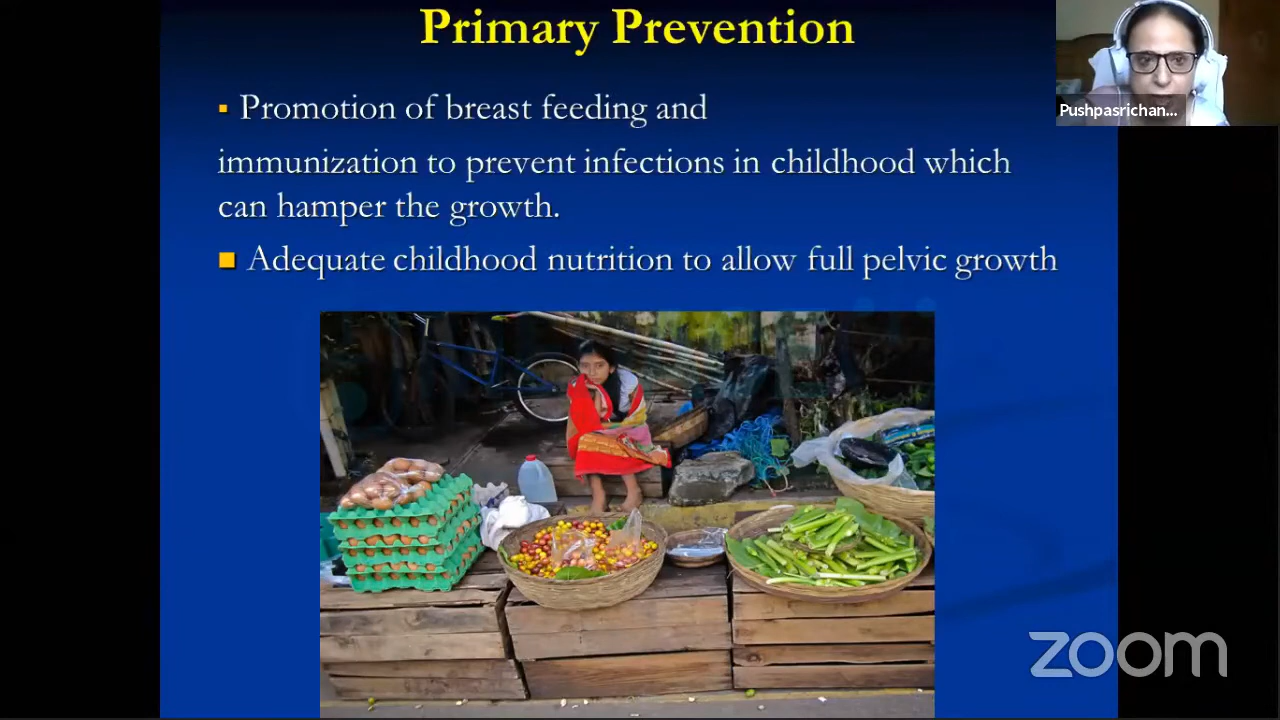 Primary Prevention
Pushpasrichan...
▪ Promotion of breast feeding and
immunization to prevent infections in childhood which
can hamper the growth.
■ Adequate childhood nutrition to allow full pelvic growth
zoom